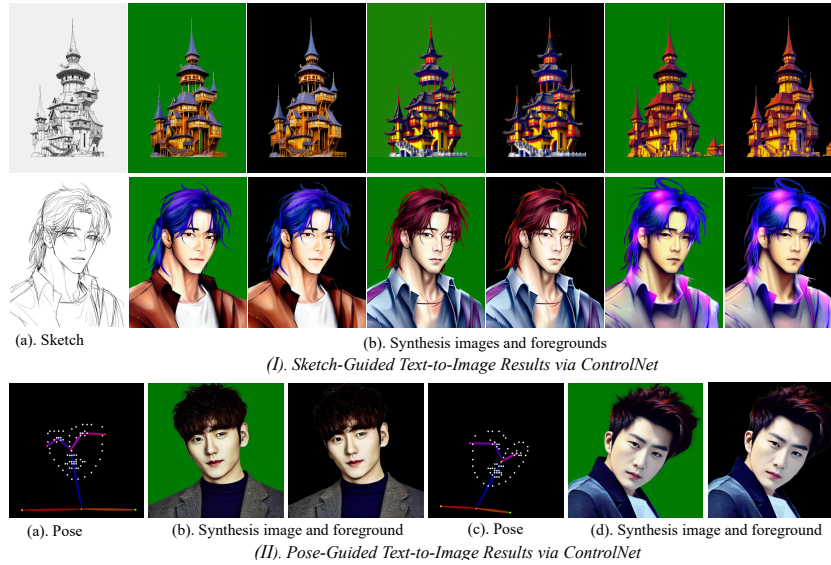 (a). Sketch
(b). Synthesis images and foregrounds
(I). Sketch-Guided Text-to-Image Results via ControlNet
(a). Pose
(b). Synthesis image and foreground
(c). Pose
(d). Synthesis image and foreground
(II). Pose-Guided Text-to-Image Results via ControlNet